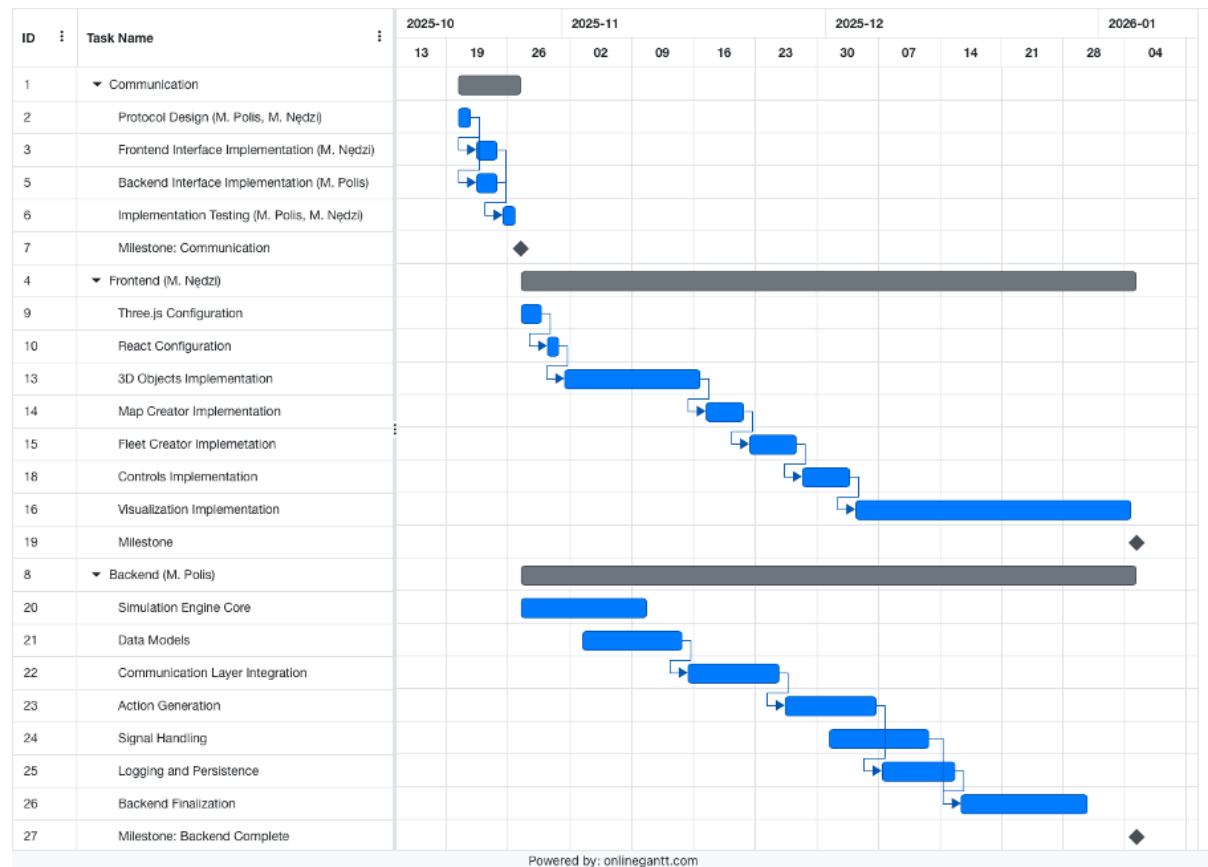 ID Task Name 2025-10 2025-11 2025-12 2026-01
13 19 26 02 09 16 23 30 07 14 21 28 04
1 Communication
2 Protocol Design (M. Polis, M. Nędzi)
3 Frontend Interface Implementation (M. Nędzi)
5 Backend Interface Implementation (M. Polis)
6 Implementation Testing (M. Polis, M. Nędzi)
7 Milestone: Communication
4 Frontend (M. Nędzi)
9 Three.js Configuration
10 React Configuration
13 3D Objects Implementation
14 Map Creator Implementation
15 Fleet Creator Implemetation
18 Controls Implementation
16 Visualization Implementation
19 Milestone
8 Backend (M. Polis)
20 Simulation Engine Core
21 Data Models
22 Communication Layer Integration
23 Action Generation
24 Signal Handling
25 Logging and Persistence
26 Backend Finalization
27 Milestone: Backend Complete
Powered by: onlinegantt.com